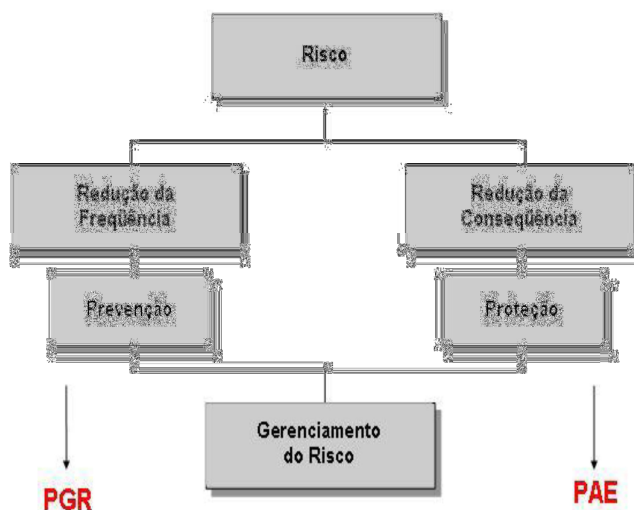 Risco
Redução da
Freqüência
Redução da
Conseqüência
Prevenção
Proteção
Gerenciamento
do Risco
PGR
PAE